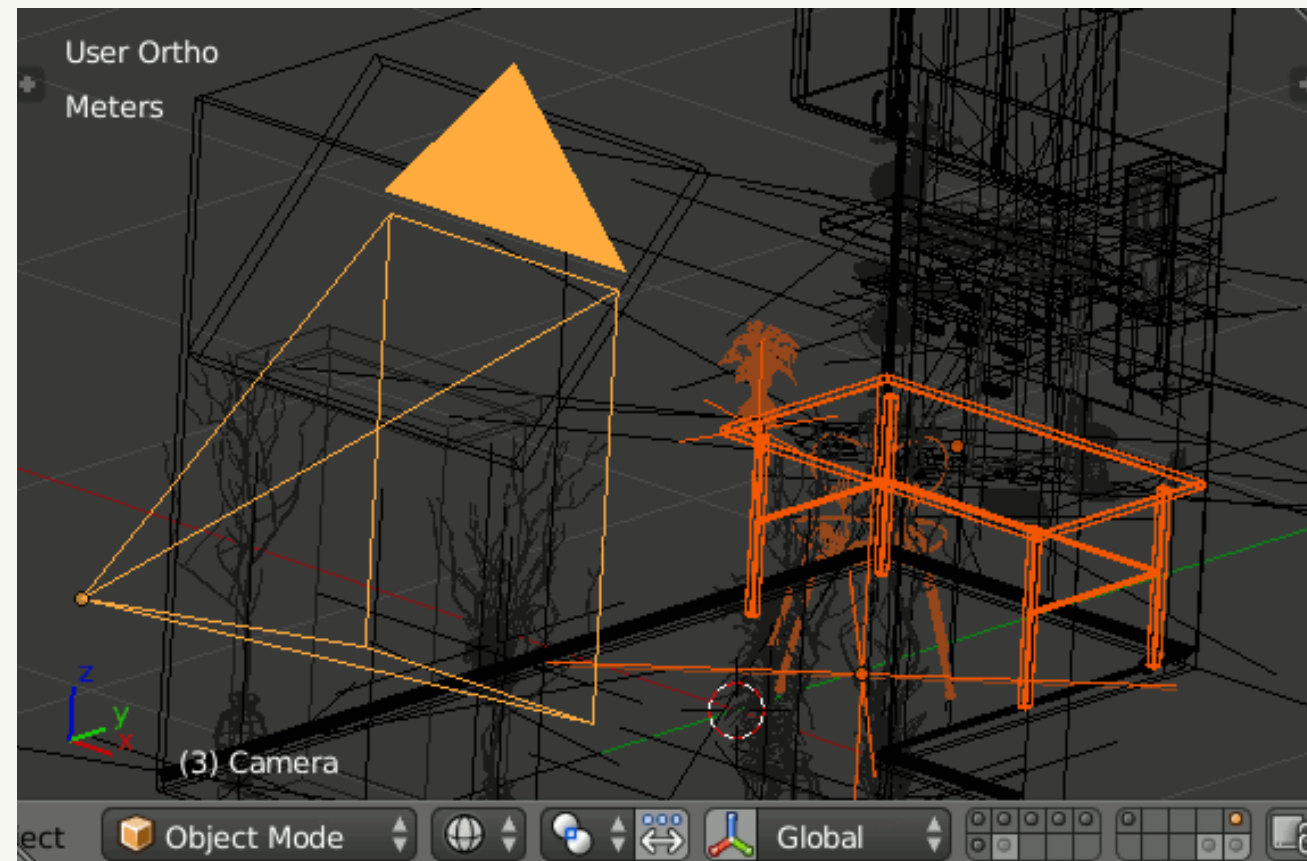 User Ortho
Meters
z
y
x
(3) Camera
ect
Object Mode
Global